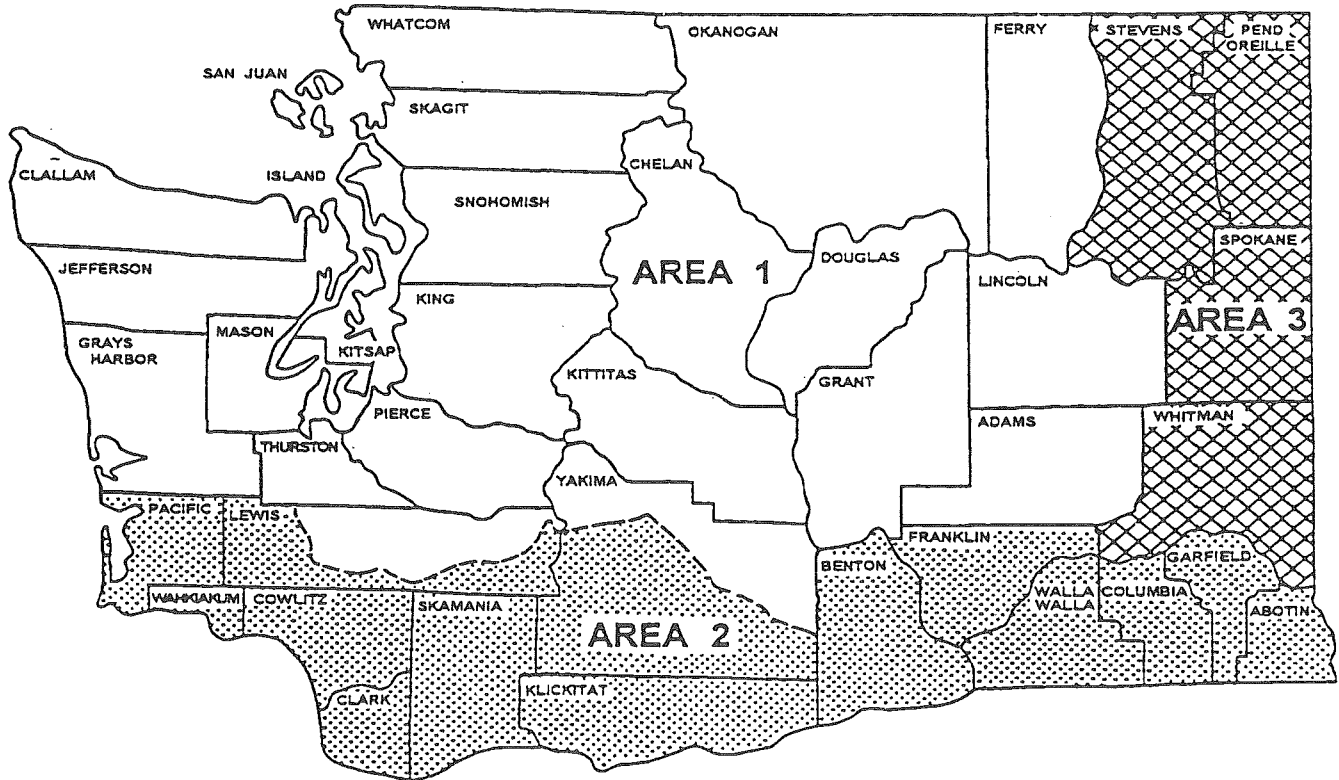 WHATCOM
OKANOGAN
FERRY
STEVENS
PEND
OREILLE
SAN JUAN
SKAGIT
CHELAN
CLALLAM
ISLAND
SNOHOMISH
SPOKANE
JEFFERSON
AREA 1
DOUGLAS
LINCOLN
KING
AREA 3
MASON
GRAYS
HARBOR
KITSAP
KITTITAS
GRANT
PIERCE
ADAMS
WHITMAN
THURSTON
YAKIMA
PACIFIC
LEWIS
FRANKLIN
GARFIELD
BENTON
WAHKIAKUM
COWLITZ
SKAMANIA
WALLA
WALLA
COLUMBIA
ABOTIN
AREA 2
CLARK
KLICKITAT